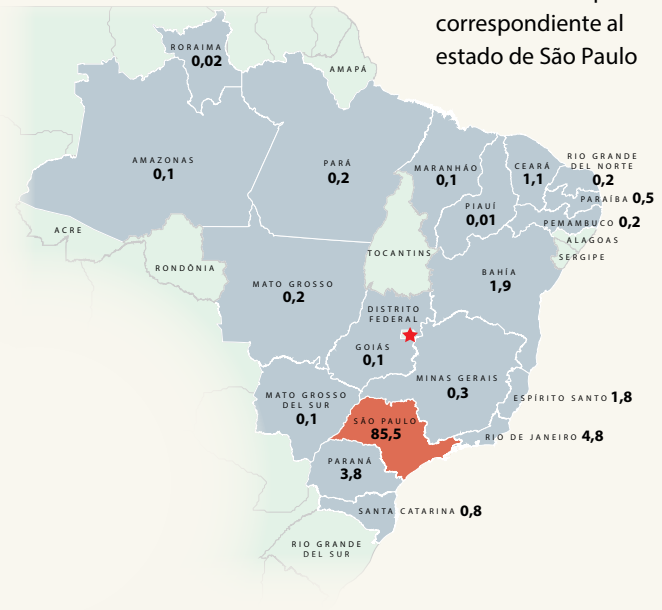 correspondiente al
estado de São Paulo
RORAIMA
0,02
AMAPÁ
AMAZONAS
0,1
PARÁ
0,2
MARANHÃO
0,1
CEARÁ
1,1
RIO GRANDE
DEL NORTE
0,2
PARAÍBA 0,5
PIAUÍ
0,01
PEMAMBUCO 0,2
ALAGOAS
SERGIPE
ACRE
RONDÔNIA
TOCANTINS
MATO GROSSO
0,2
BAHÍA
1,9
DISTRITO
FEDERAL
GOIÁS
0,1
MINAS GERAIS
0,3
MATO GROSSO
DEL SUR
0,1
ESPÍRITO SANTO 1,8
SÃO PAULO
85,5
RIO DE JANEIRO 4,8
PARANÁ
3,8
SANTA CATARINA 0,8
RIO GRANDE
DEL SUR